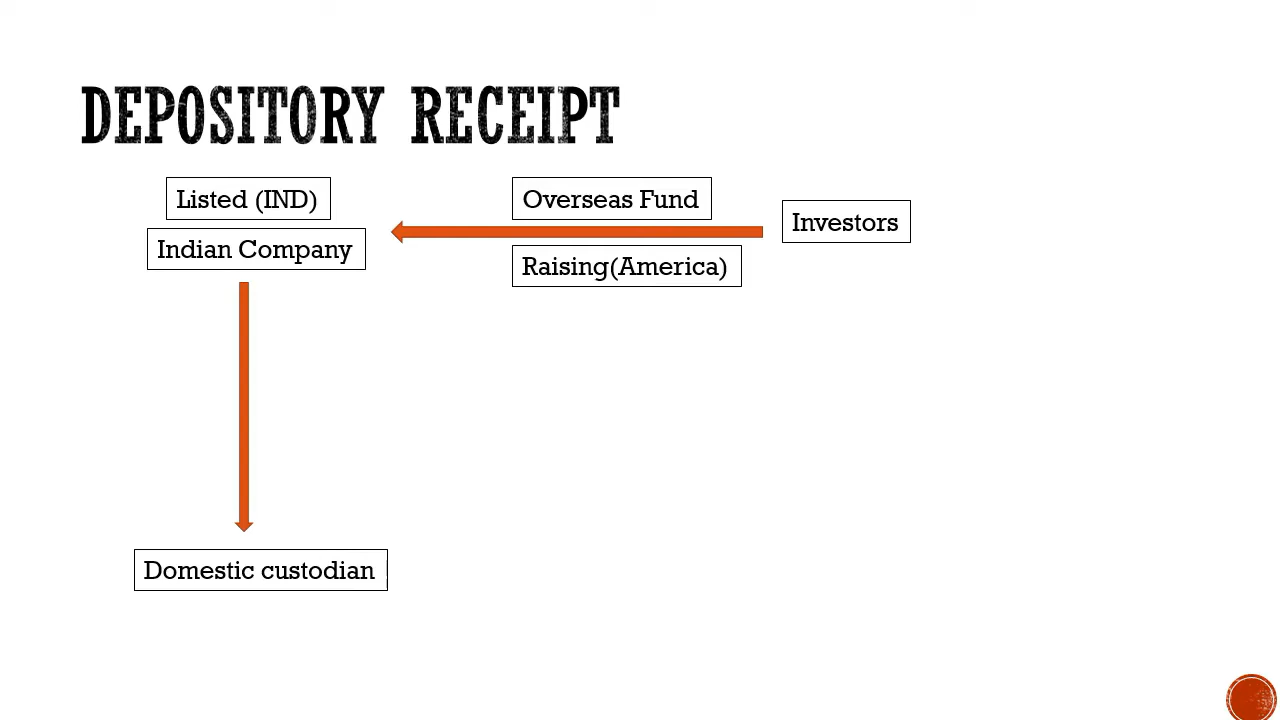 DEPOSITORY RECEIPT
Listed (IND)
Indian Company
Overseas Fund
Raising(America)
Investors
Domestic custodian